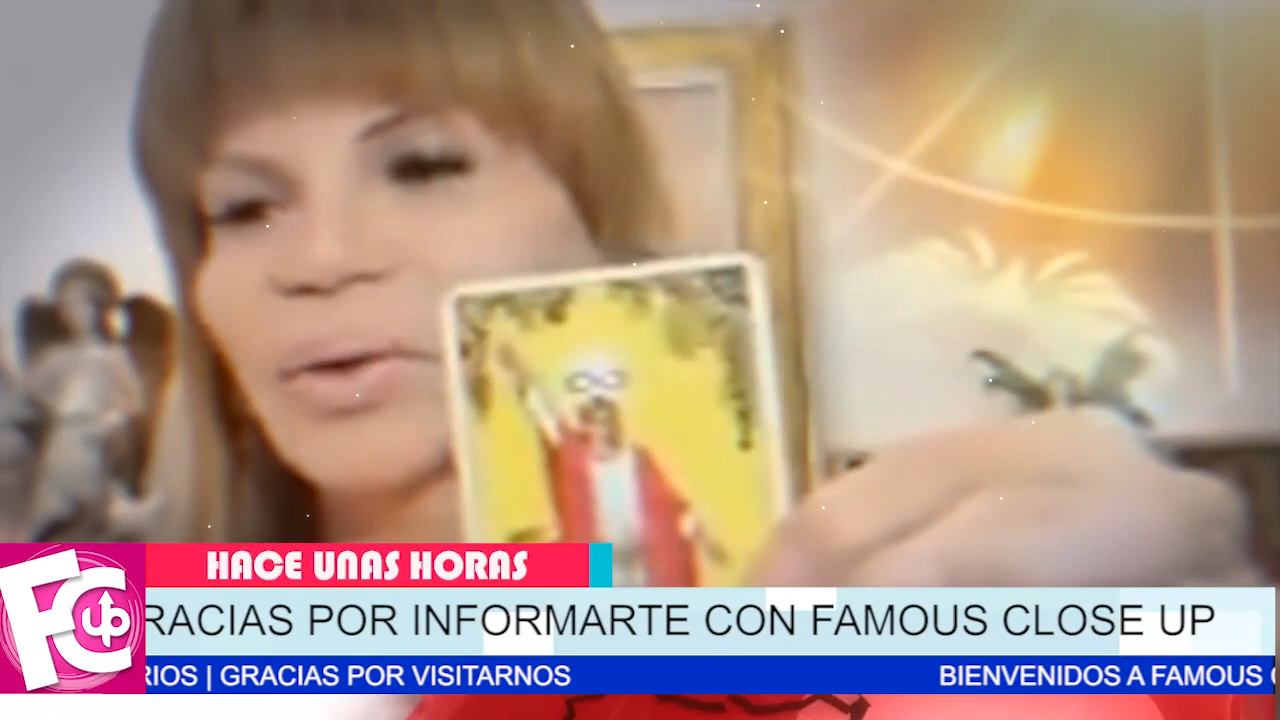 HACE UNAS HORAS
FC UP
RACIAS POR INFORMARTE CON FAMOUS CLOSE UP
RIOS | GRACIAS POR VISITARNOS
BIENVENIDOS A FAMOUS